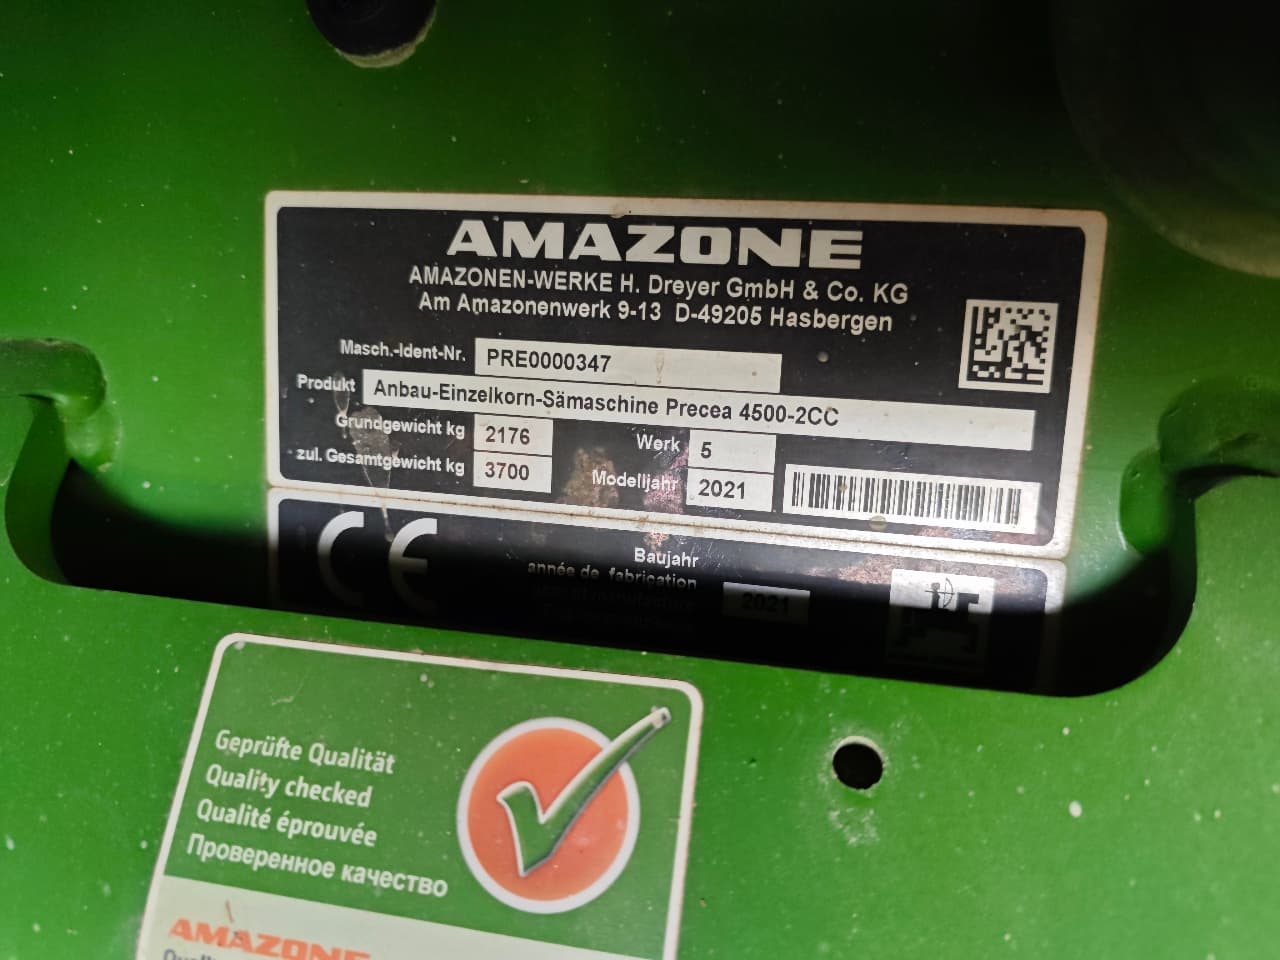 AMAZONE
AMAZONEN-WERKE H. Dreyer GmbH & Co. KG
Am Amazonenwerk 9-13 D-49205 Hasbergen
Masch.-Ident-Nr. PRE0000347
Produkt Anbau-Einzelkorn-Sämaschine Precea 4500-2CC
Grundgewicht kg 2176 Werk 5
zul. Gesamtgewicht kg 3700 Modelljahr 2021
CE
Baujahr
année de fabrication
2021
Geprüfte Qualität
Quality checked
Qualité éprouvée
Проверенное качество
AMAZONE